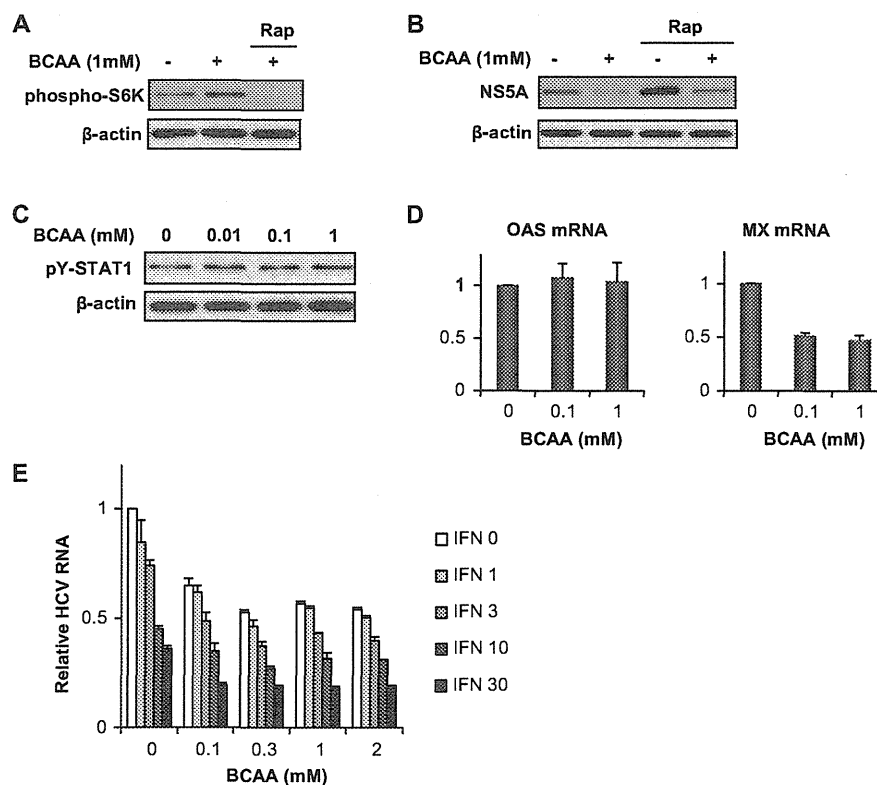 A
Rap
BCAA (1mM) - + +
phospho-S6K
β-actin
B
Rap
BCAA (1mM) - + - +
NS5A
β-actin
C
BCAA (mM) 0 0.01 0.1 1
pY-STAT1
β-actin
D
OAS mRNA
1
0.5
0
0 0.1 1
BCAA (mM)
MX mRNA
1
0.5
0
0 0.1 1
BCAA (mM)
E
Relative HCV RNA
1
0.5
0
0 0.1 0.3 1 2
BCAA (mM)
IFN 0
IFN 1
IFN 3
IFN 10
IFN 30